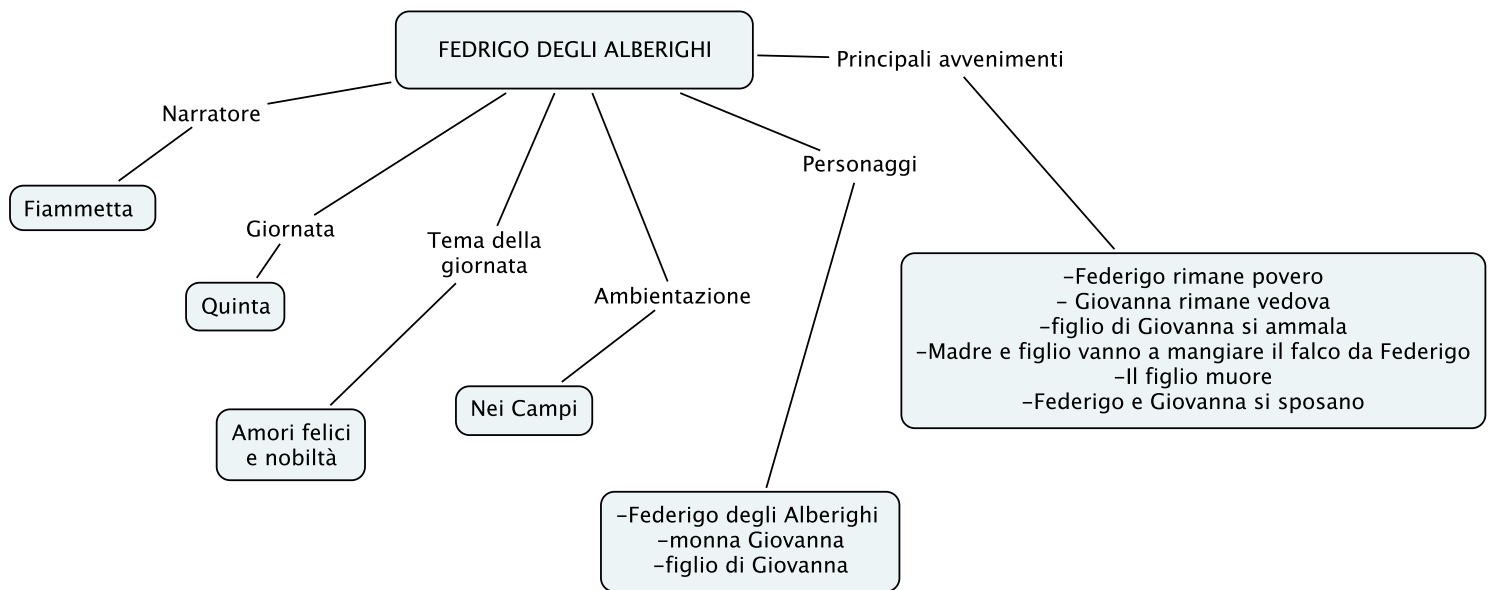 FEDRIGO DEGLI ALBERIGHI
Principali avvenimenti
Narratore
Personaggi
Fiammetta
Giornata
Tema della
giornata
Ambientazione
Quinta
-Federigo rimane povero
- Giovanna rimane vedova
-figlio di Giovanna si ammala
-Madre e figlio vanno a mangiare il falco da Federigo
-Il figlio muore
-Federigo e Giovanna si sposano
Nei Campi
Amori felici
e nobiltà
-Federigo degli Alberighi
-monna Giovanna
-figlio di Giovanna